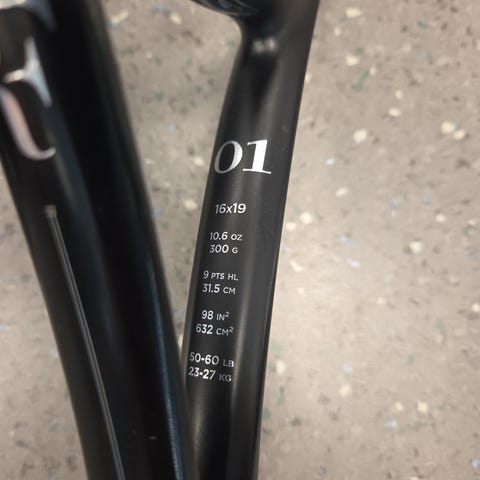 01
16x19
10.6 OZ
300 G
9 PTS HL
31.5 CM
98 IN²
632 CM²
50-60 LB
23-27 KG